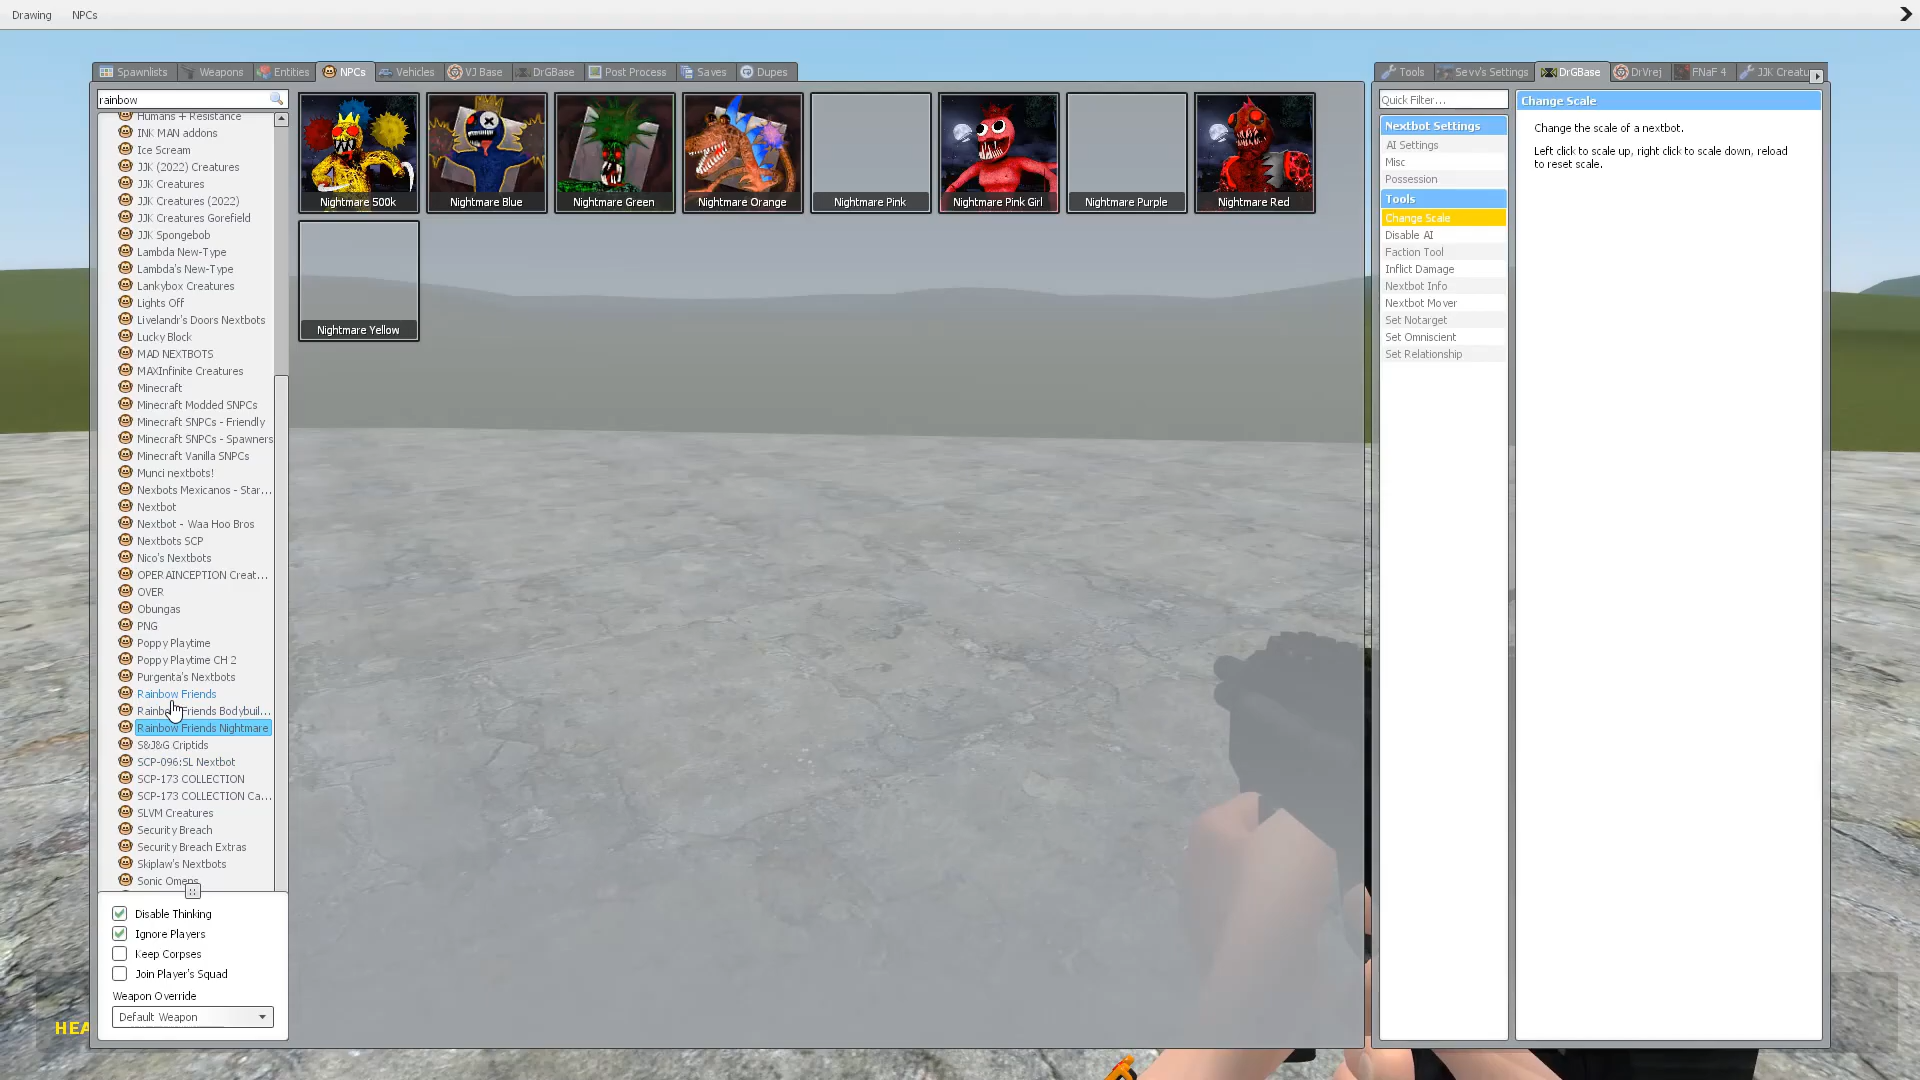 Drawing NPCs
Spawnlists Weapons Entities NPCs Vehicles VJ Base DrGBase Post Process Saves Dupes
rainbow
Humans + Resistance
INK MAN addons
Ice Scream
JJK (2022) Creatures
JJK Creatures
JJK Creatures (2022)
JJK Creatures Gorefield
JJK Spongebob
Lambda New-Type
Lambda's New-Type
Lankybox Creatures
Lights Off
Livelandr's Doors Nextbots
Lucky Block
MAD NEXTBOTS
MAXInfinite Creatures
Minecraft
Minecraft Modded SNPCs
Minecraft SNPCs - Friendly
Minecraft SNPCs - Spawners
Minecraft Vanilla SNPCs
Munci nextbots!
Nexbots Mexicanos - Star...
Nextbot
Nextbot - Waa Hoo Bros
Nextbots SCP
Nico's Nextbots
OPERAINCEPTION Creat...
OVER
Obungas
PNG
Poppy Playtime
Poppy Playtime CH 2
Purgenta's Nextbots
Rainbow Friends
Rainbow Friends Bodybuil...
Rainbow Friends Nightmare
S&J&G Criptids
SCP-096:SL Nextbot
SCP-173 COLLECTION
SCP-173 COLLECTION Ca...
SLVM Creatures
Security Breach
Security Breach Extras
Skiplaw's Nextbots
Sonic Omens
Disable Thinking
Ignore Players
Keep Corpses
Join Player's Squad
Weapon Override
Default Weapon
HEA
Nightmare 500k Nightmare Blue Nightmare Green Nightmare Orange Nightmare Pink Nightmare Pink Girl Nightmare Purple Nightmare Red
Nightmare Yellow
Tools Sevv's Settings DrGBase DrVrej FNaF 4 JJK Creatu
Quick Filter...
Nextbot Settings
AI Settings
Misc
Possession
Tools
Change Scale
Disable AI
Faction Tool
Inflict Damage
Nextbot Info
Nextbot Mover
Set Notarget
Set Omniscient
Set Relationship
Change Scale
Change the scale of a nextbot.
Left click to scale up, right click to scale down, reload
to reset scale.